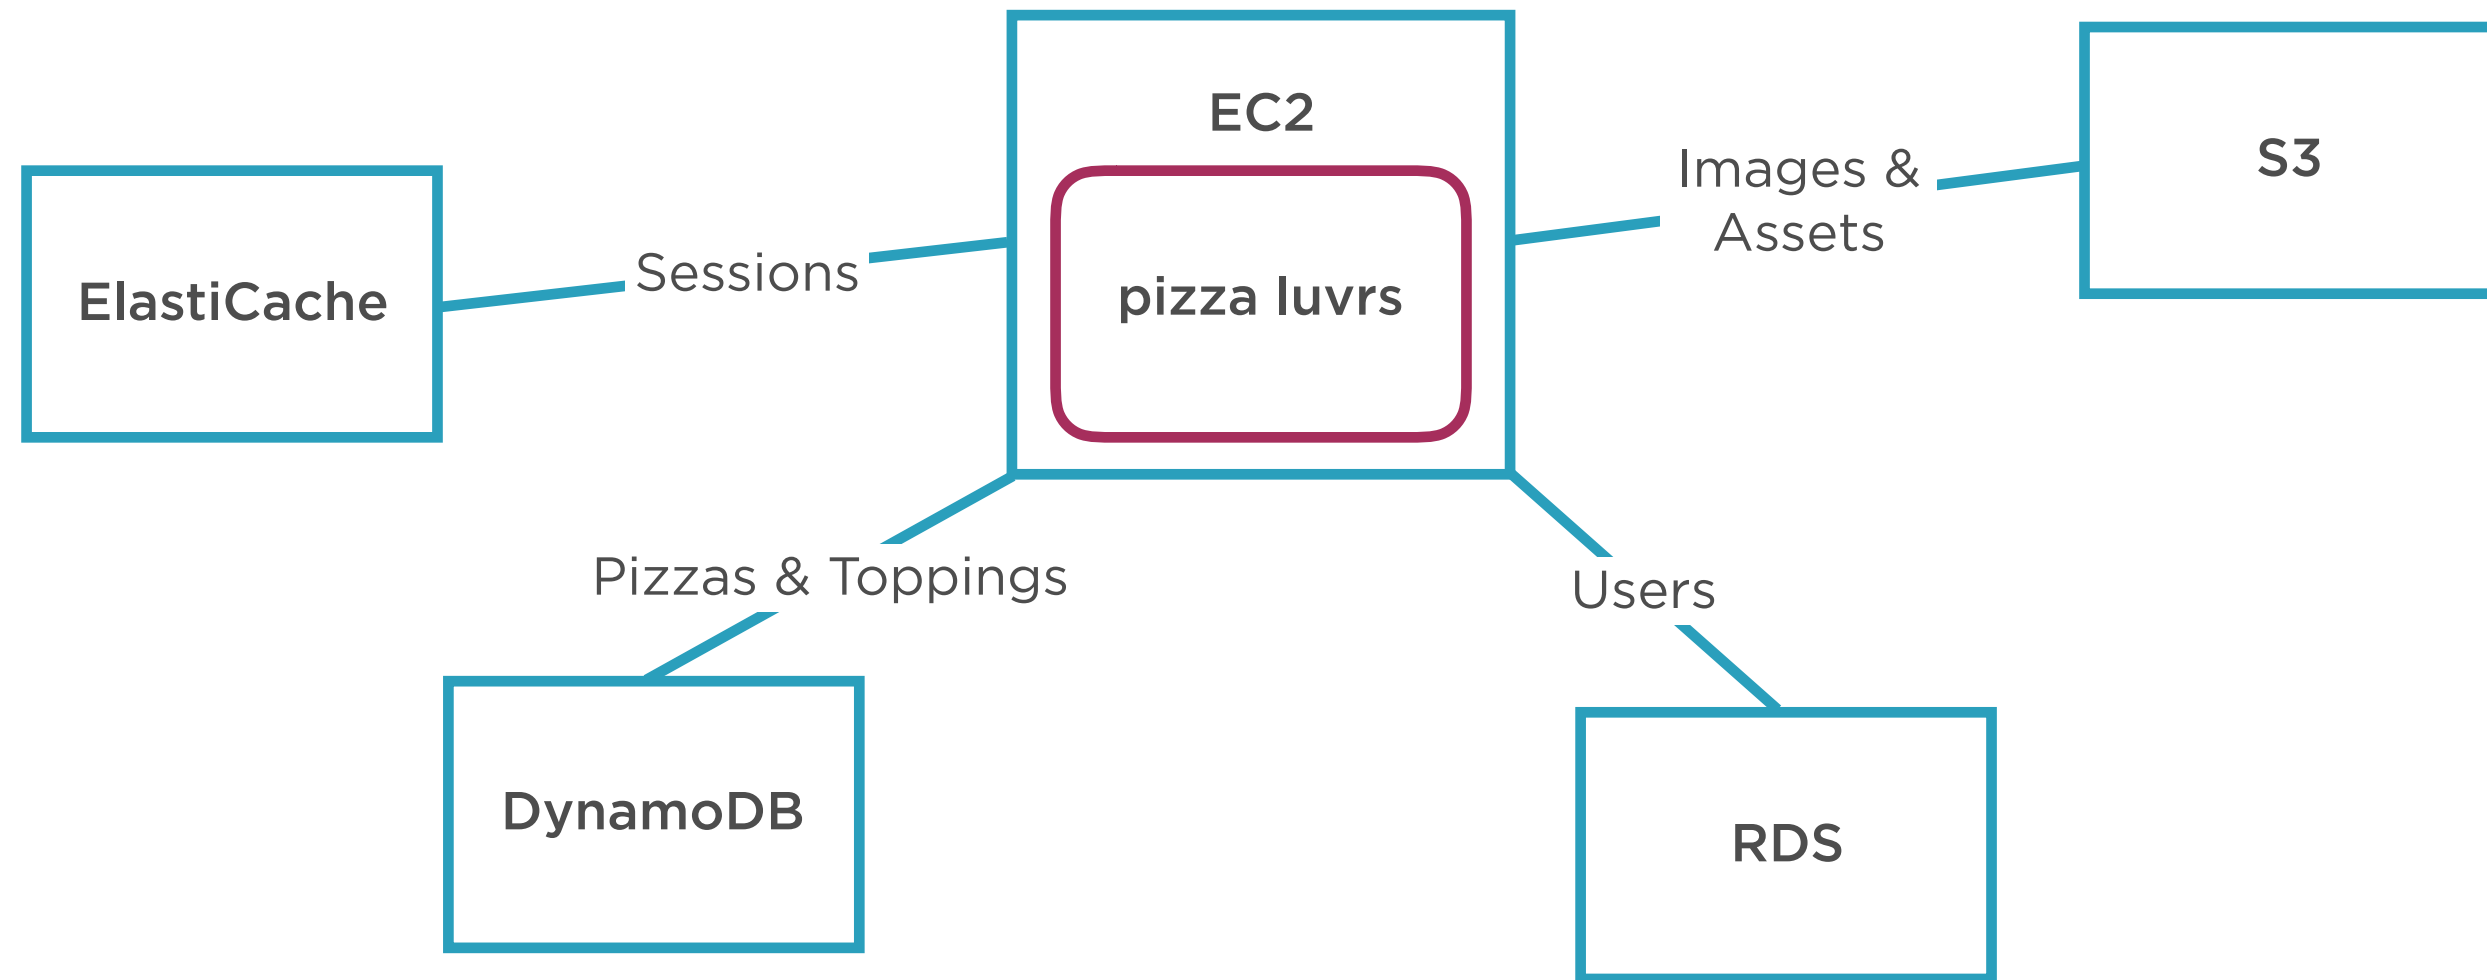 EC2
pizza luvrs
S3
Images &
Assets
Sessions
ElastiCache
Pizzas & Toppings
Users
DynamoDB
RDS